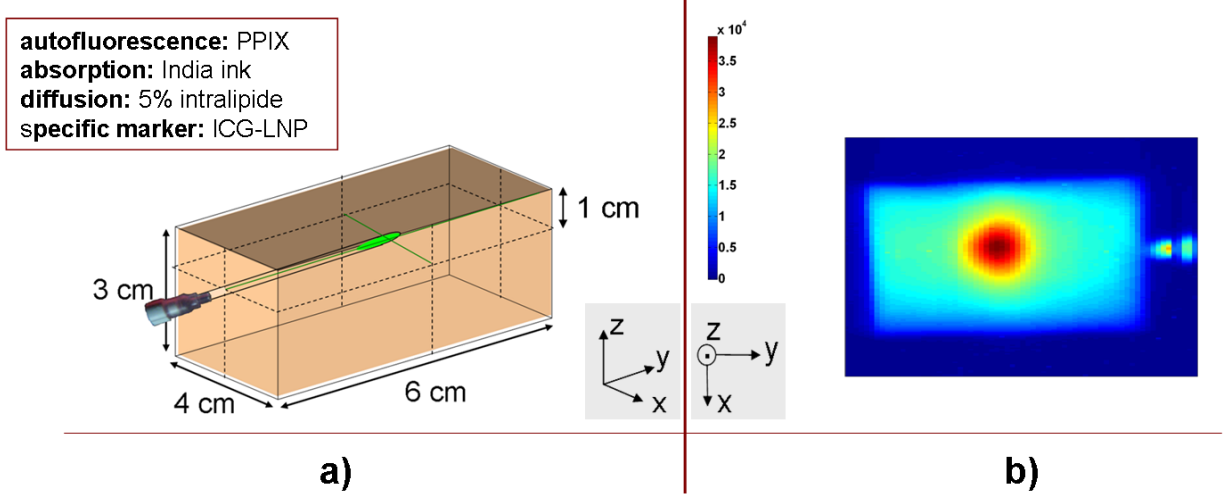 autofluorescence: PPIX
absorption: India ink
diffusion: 5% intralipide
specific marker: ICG-LNP
1 cm
3 cm
4 cm
6 cm
z
y
x
a)
x 10⁴
4
3.5
3
2.5
2
1.5
1
0.5
0
z
y
x
b)